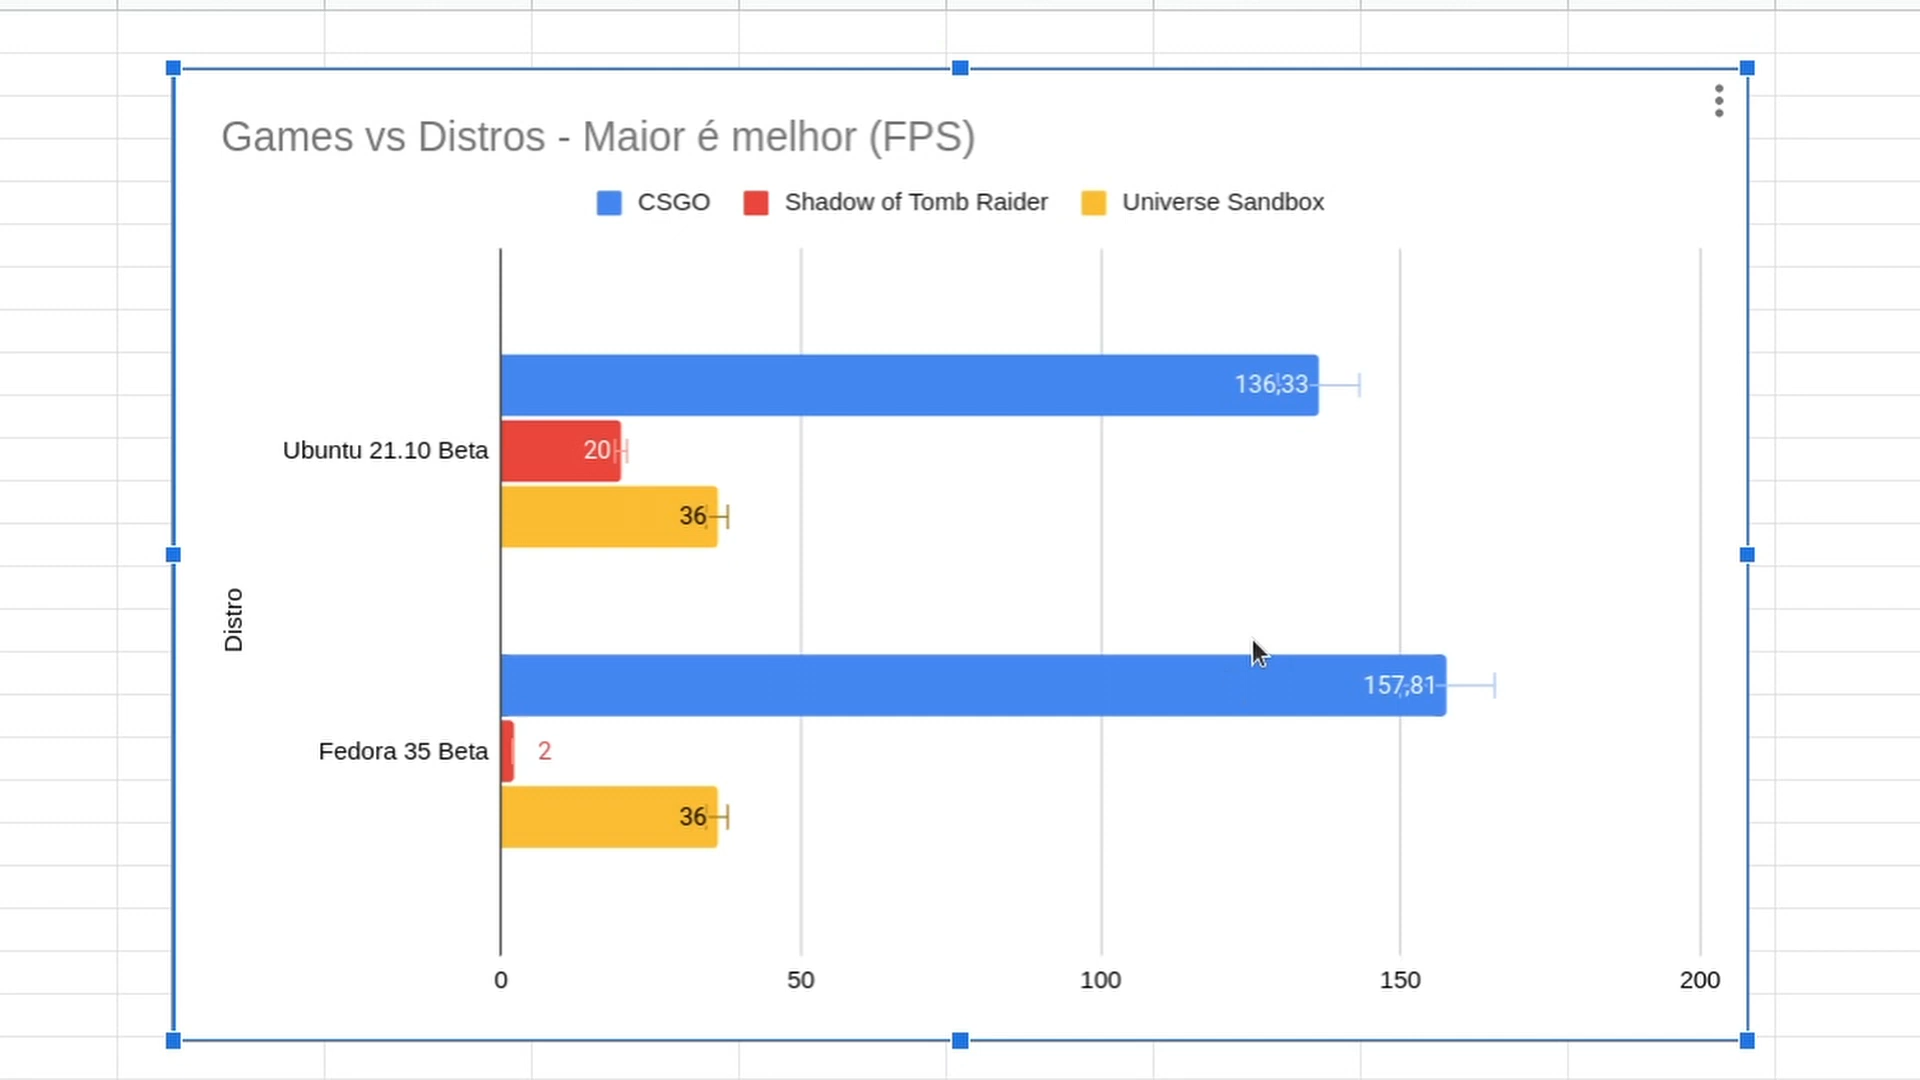 Games vs Distros - Maior é melhor (FPS)
CSGO Shadow of Tomb Raider Universe Sandbox
136,33
Ubuntu 21.10 Beta 20
36
Distro
157,81
Fedora 35 Beta 2
36
0 50 100 150 200